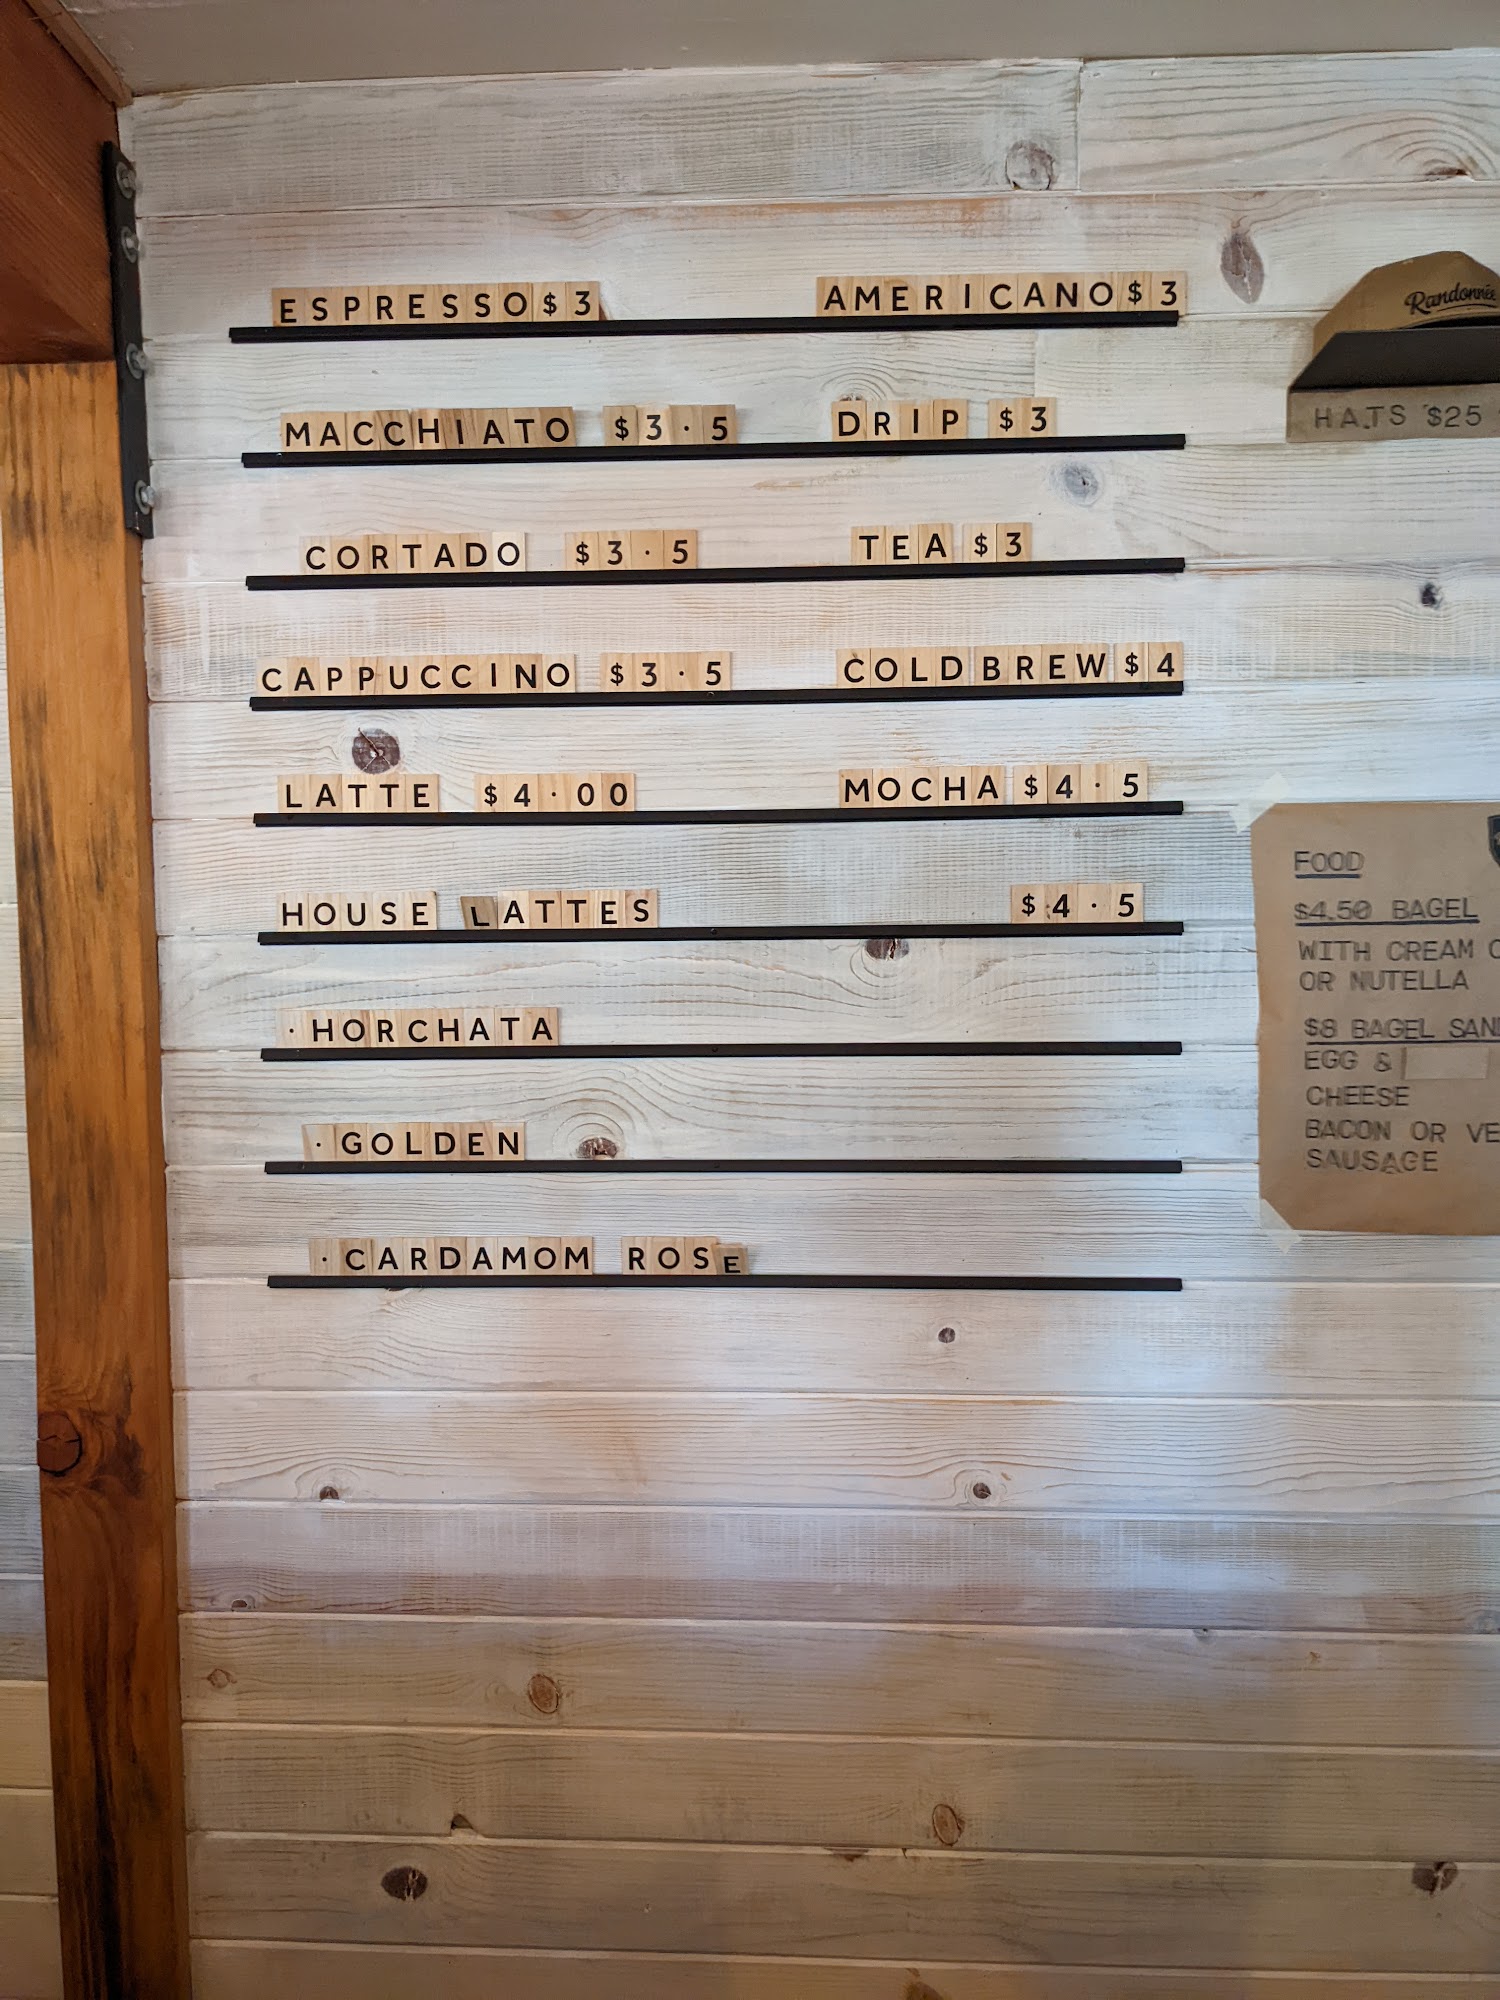 ESPRESSO $3 AMERICANO $3
MACCHIATO $3·5 DRIP $3
CORTADO $3·5 TEA $3
CAPPUCCINO $3·5 COLDBREW $4
LATTE $4·00 MOCHA $4·5
HOUSE LATTES $4·5
·HORCHATA
·GOLDEN
·CARDAMOM ROSE
Randonnée
HATS $25
FOOD
$4.50 BAGEL
WITH CREAM
OR NUTELLA
$8 BAGEL
EGG &
CHEESE
BACON OR
SAUSAGE